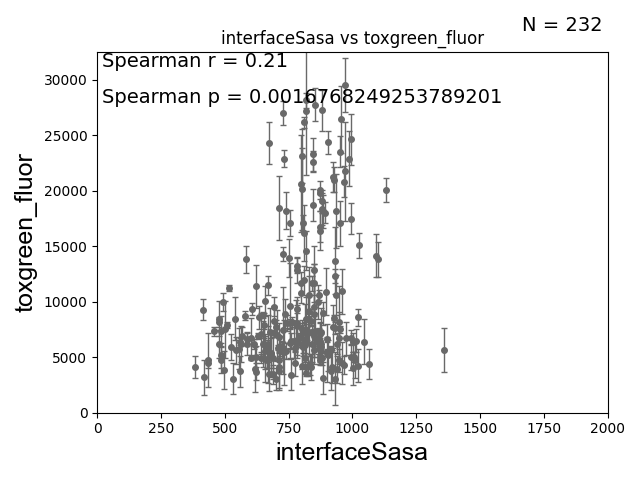 N = 232
interfaceSasa vs toxgreen_fluor
Spearman r = 0.21
Spearman p = 0.0016768249253789201
toxgreen_fluor
30000
25000
20000
15000
10000
5000
0
0 250 500 750 1000 1250 1500 1750 2000
interfaceSasa